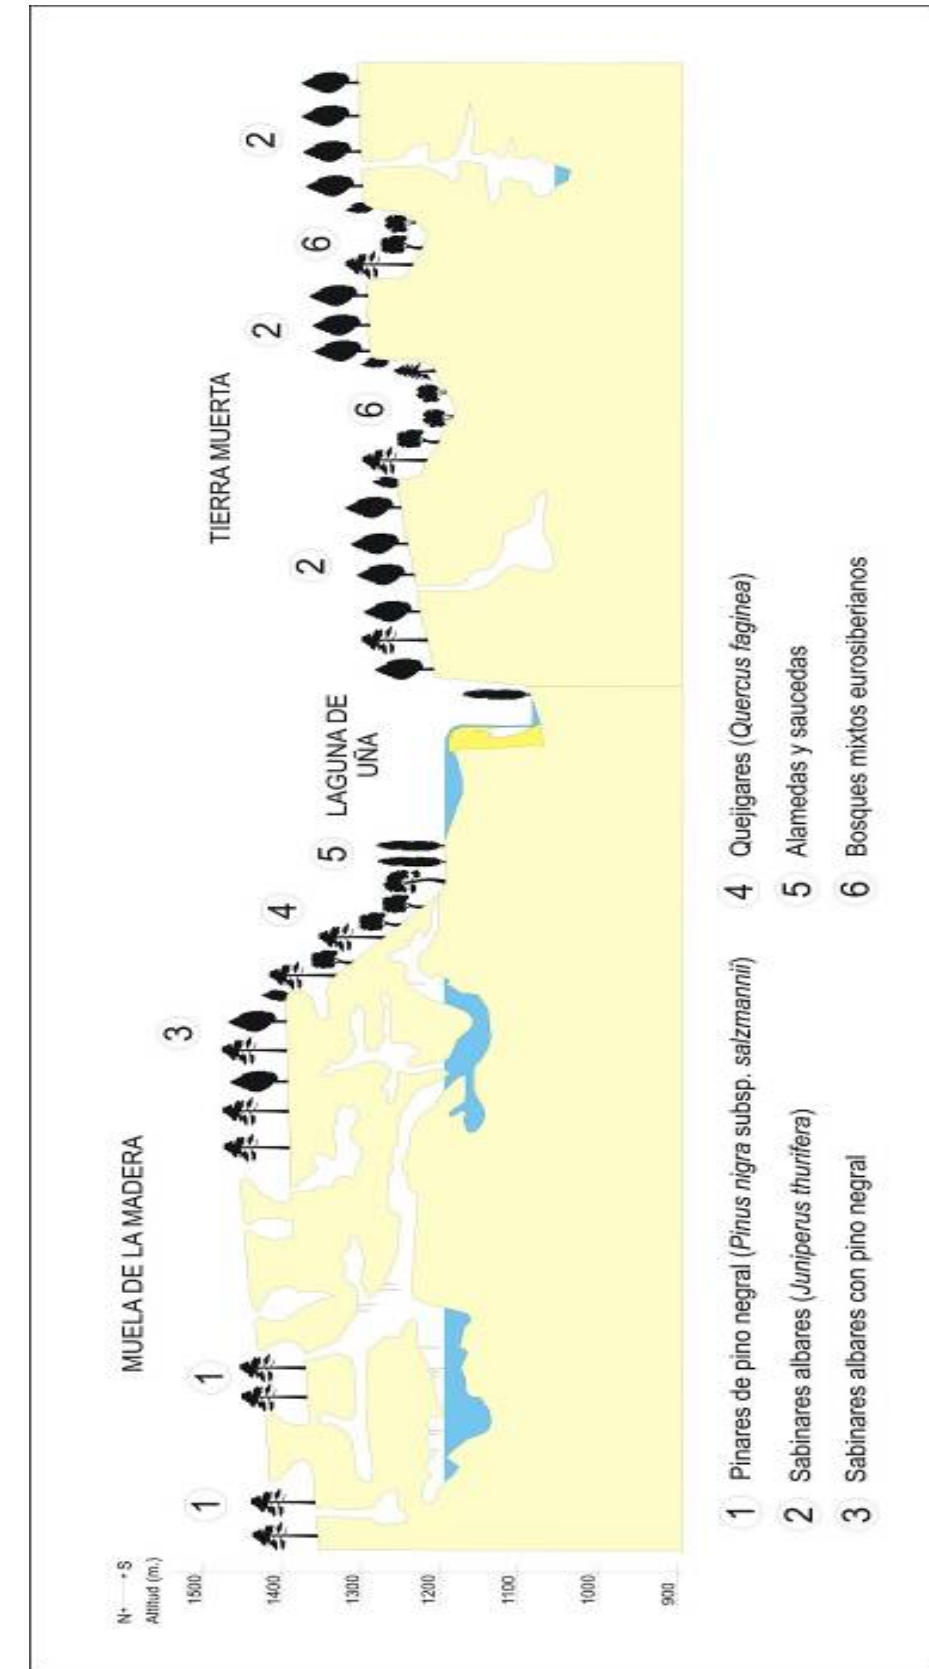 MUELA DE LA MADERA
TIERRA MUERTA
LAGUNA DE
UÑA
1
1
3
4
5
2
6
2
6
2
N S
Altitud (m.)
1500
1400
1300
1200
1100
1000
900
1 Pinares de pino negral (Pinus nigra subsp. salzmannii)
2 Sabinares albares (Juniperus thurifera)
3 Sabinares albares con pino negral
4 Quejigares (Quercus faginea)
5 Alamedas y saucedas
6 Bosques mixtos eurosiberianos